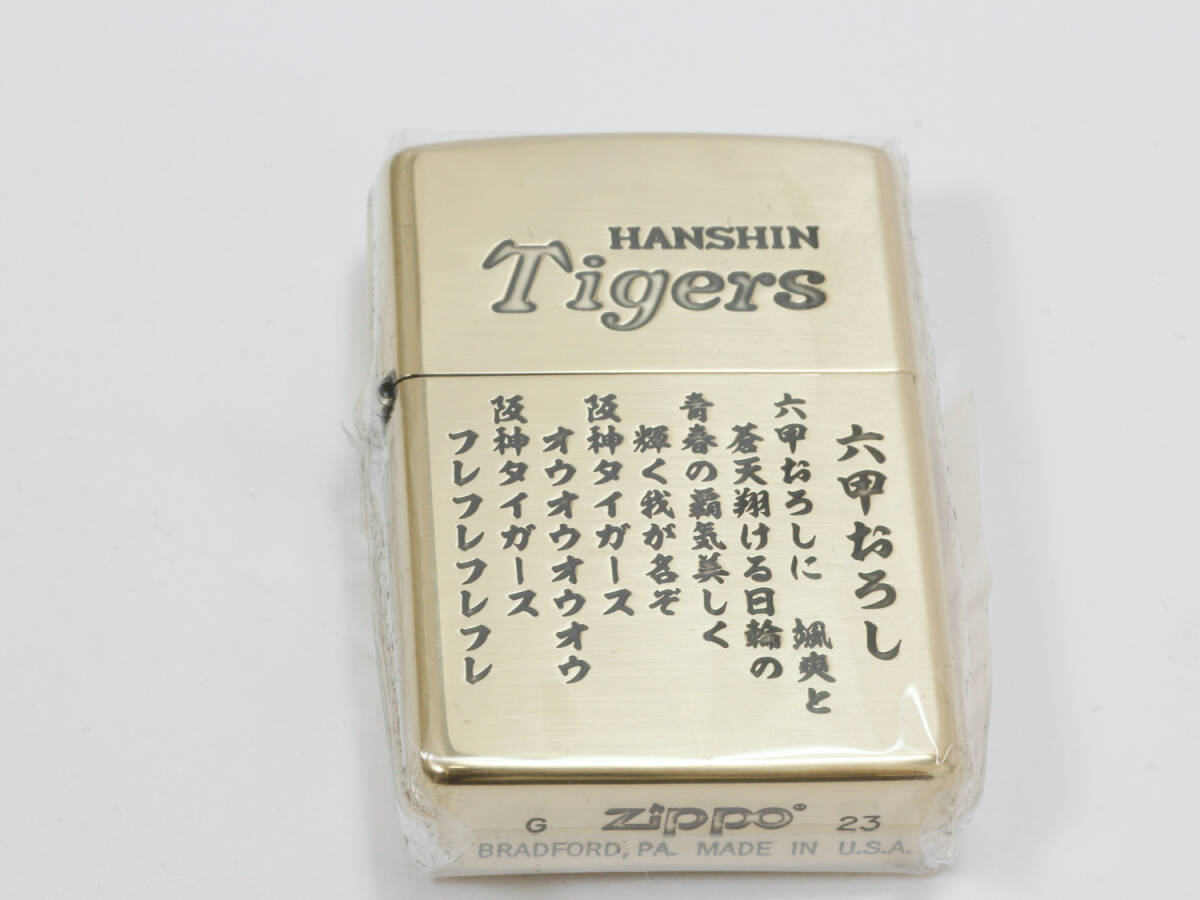 HANSHIN
Tigers
六甲おろし
六甲おろしに 颯爽と
蒼天翔ける日輪の
青春の覇気美しく
輝く我が名ぞ
阪神タイガース
オウオウオウオウ
阪神タイガース
フレフレフレフレ
G Zippo® 23
BRADFORD, PA. MADE IN U.S.A.